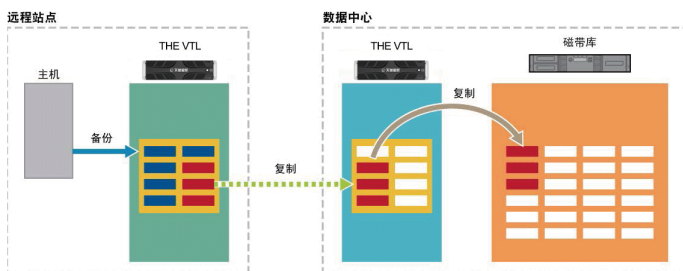 远程站点
数据中心
THE VTL
THE VTL
磁带库
主机
复制
备份
复制